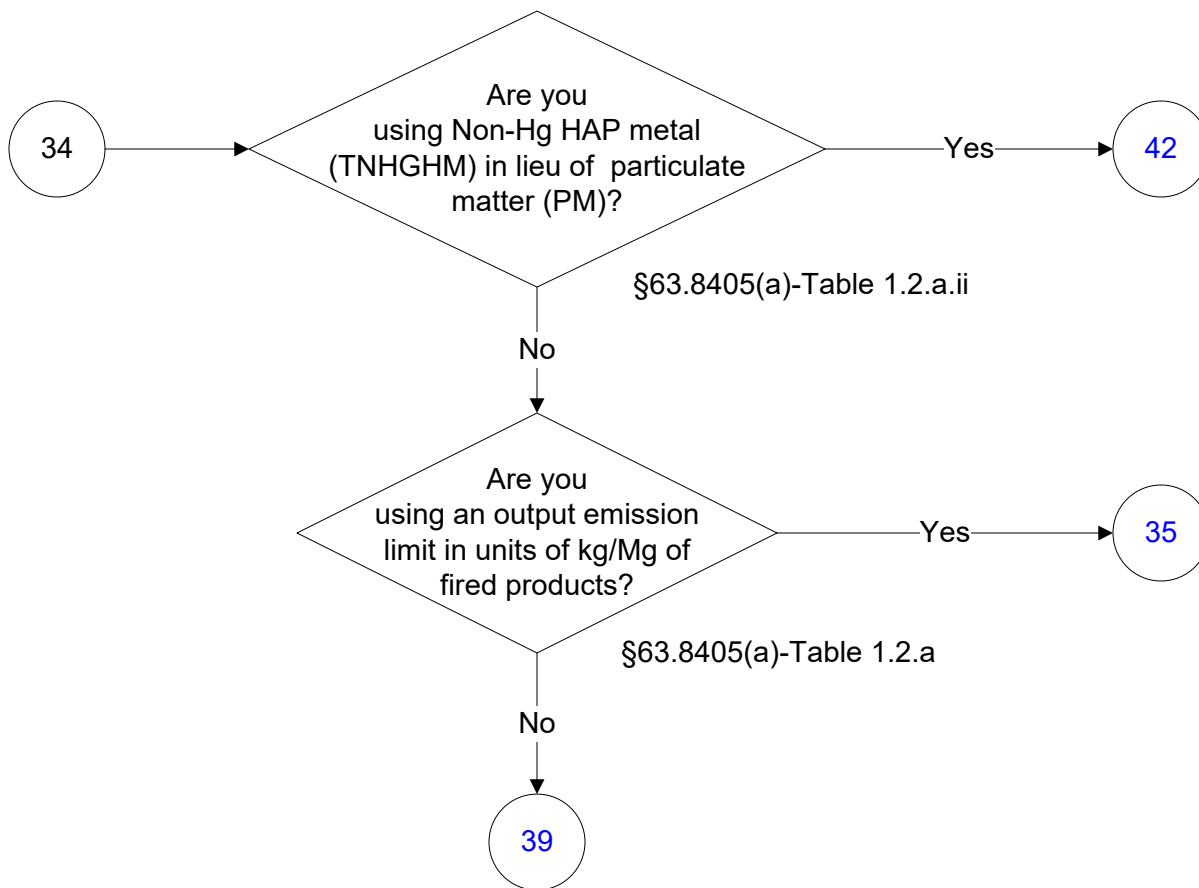 Are you
34
using Non-Hg HAP metal
(TNHGHM) in lieu of  particulate
matter (PM)?
Yes
42
§63.8405(a)-Table 1.2.a.ii
No
Are you
using an output emission
limit in units of kg/Mg of
fired products?
Yes
35
§63.8405(a)-Table 1.2.a
No
39